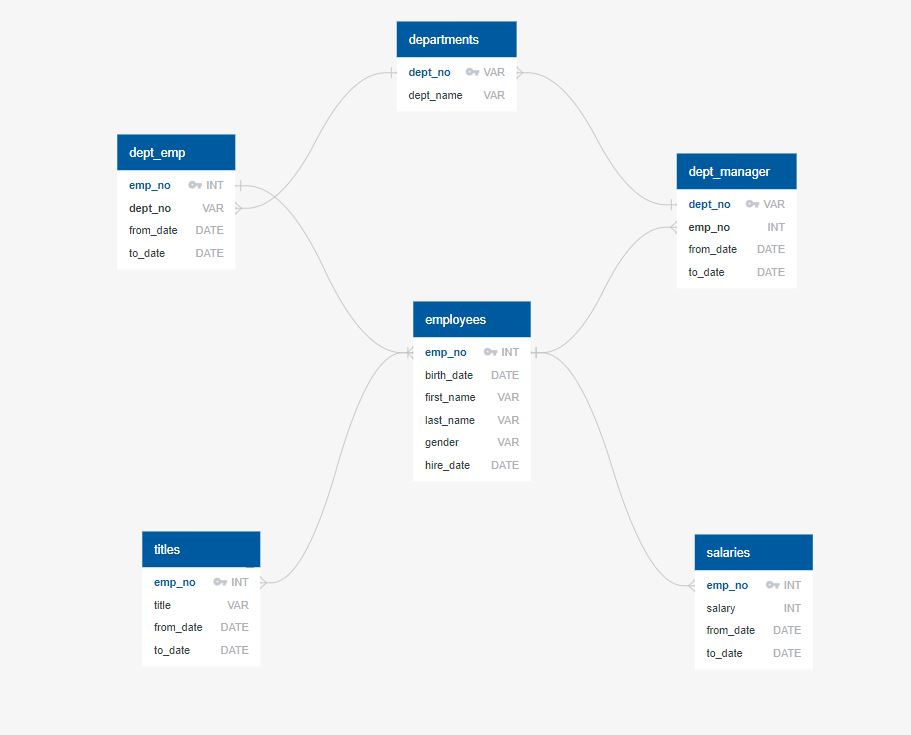 departments
dept_no VAR
dept_name VAR
dept_emp
emp_no INT
dept_no VAR
from_date DATE
to_date DATE
dept_manager
dept_no VAR
emp_no INT
from_date DATE
to_date DATE
employees
emp_no INT
birth_date DATE
first_name VAR
last_name VAR
gender VAR
hire_date DATE
titles
emp_no INT
title VAR
from_date DATE
to_date DATE
salaries
emp_no INT
salary INT
from_date DATE
to_date DATE